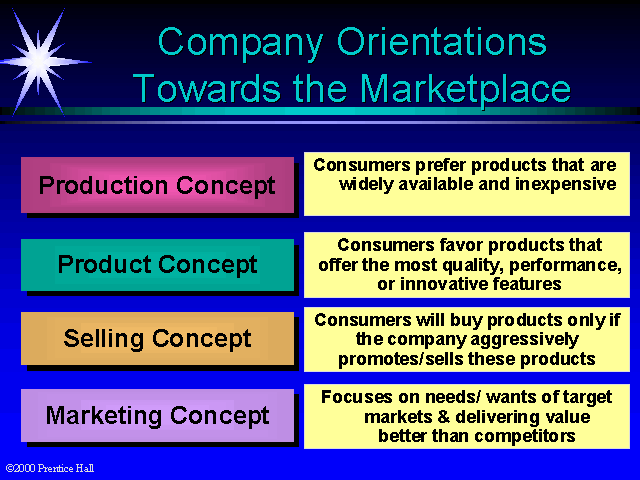 Company Orientations
Towards the Marketplace
Production Concept
Consumers prefer products that are
widely available and inexpensive
Product Concept
Consumers favor products that
offer the most quality, performance,
or innovative features
Selling Concept
Consumers will buy products only if
the company aggressively
promotes/sells these products
Marketing Concept
Focuses on needs/ wants of target
markets & delivering value
better than competitors
©2000 Prentice Hall